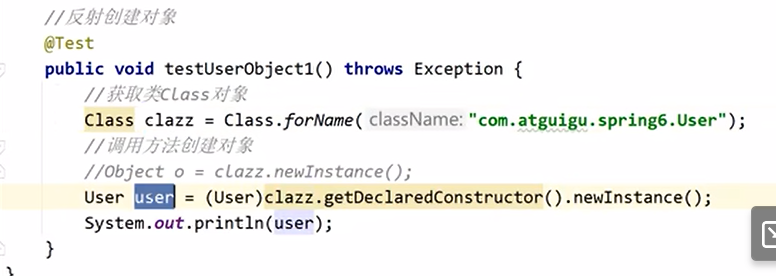 //反射创建对象
@Test
public void testUserObject1() throws Exception {
//获取类Class对象
Class clazz = Class.forName( className: "com.atguigu.spring6.User");
//调用方法创建对象
//Object o = clazz.newInstance();
User user = (User)clazz.getDeclaredConstructor().newInstance();
System.out.println(user);
}
}